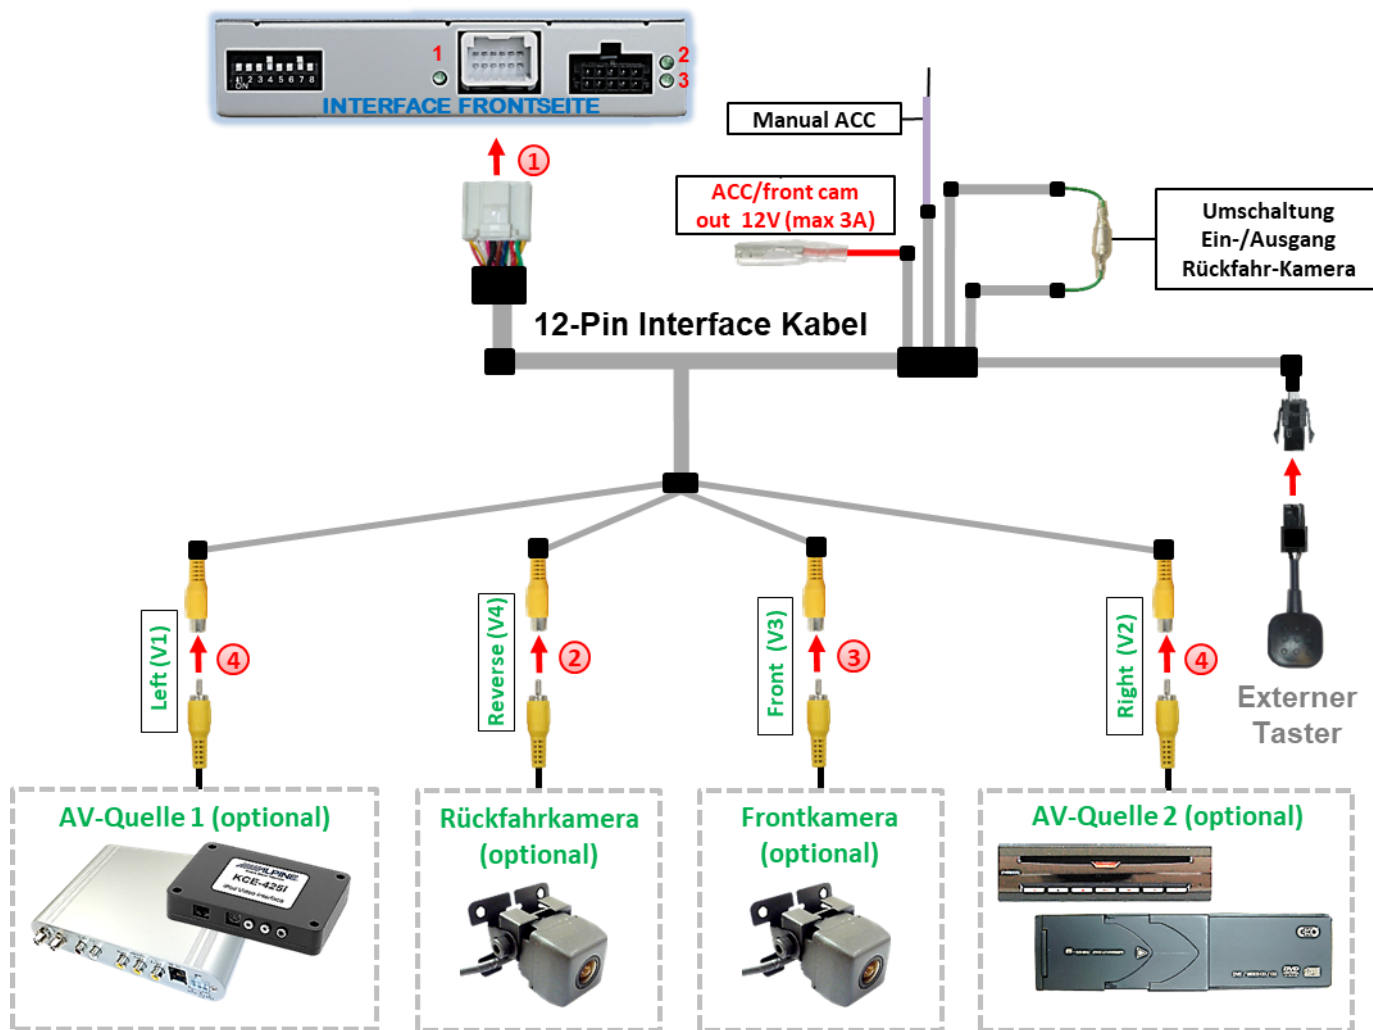 1
2
3
1 2 3 4 5 6 7 8
ON
INTERFACE FRONTSEITE
1
Manual ACC
ACC/front cam
out 12V (max 3A)
Umschaltung
Ein-/Ausgang
Rückfahr-Kamera
12-Pin Interface Kabel
Left (V1)
4
Reverse (V4)
2
Front (V3)
3
Right (V2)
4
Externer
Taster
AV-Quelle 1 (optional)
ALPINE
KCE-425i
iPod Video Interface
Rückfahrkamera
(optional)
Frontkamera
(optional)
AV-Quelle 2 (optional)